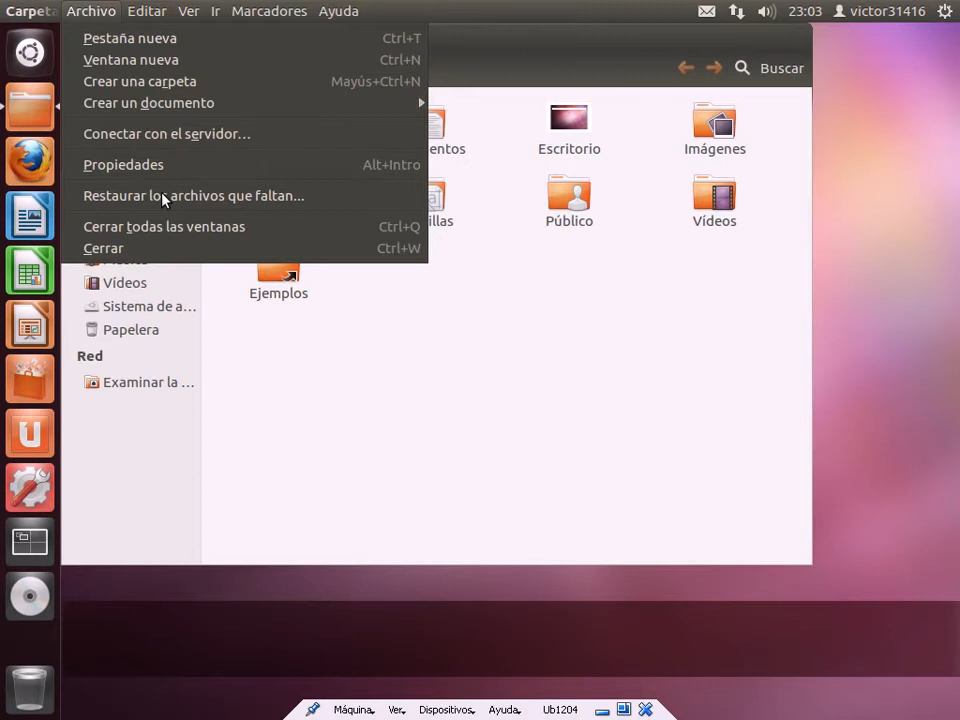 Carpeta Archivo Editar Ver Ir Marcadores Ayuda 23:03 victor31416
Pestaña nueva Ctrl+T
Ventana nueva Ctrl+N
Crear una carpeta Mayús+Ctrl+N
Crear un documento
Conectar con el servidor...
Propiedades Alt+Intro
Restaurar los archivos que faltan...
Cerrar todas las ventanas Ctrl+Q
Cerrar Ctrl+W
Buscar
entos Escritorio Imágenes
illas Público Vídeos
Ejemplos
Vídeos
Sistema de a...
Papelera
Red
Examinar la ...
Máquina Ver Dispositivos Ayuda Ub1204